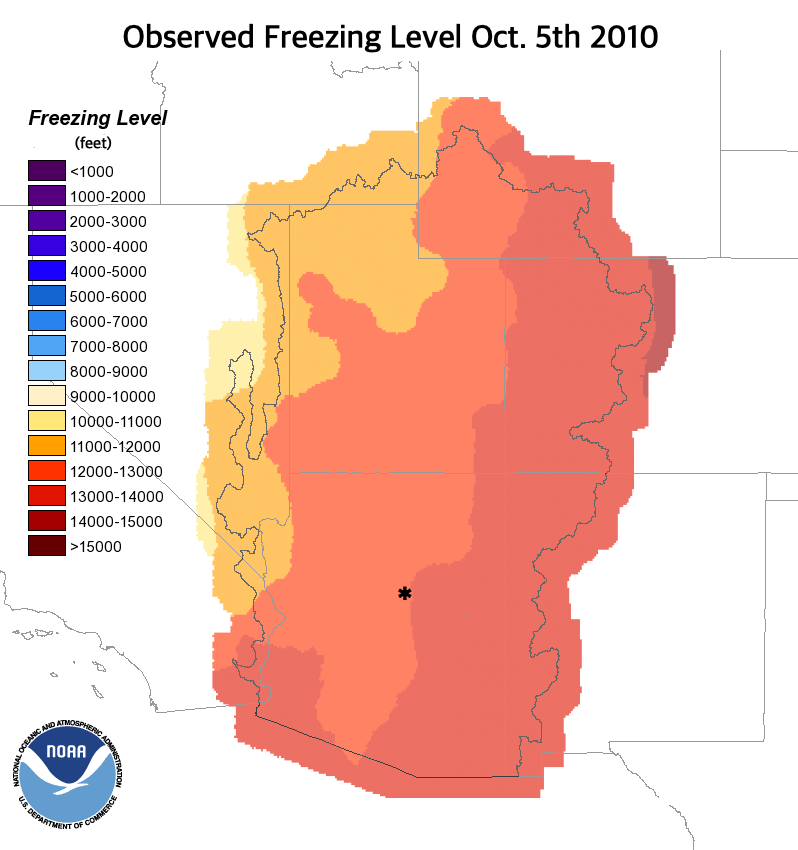 Observed Freezing Level Oct. 5th 2010
Freezing Level
(feet)
<1000
1000-2000
2000-3000
3000-4000
4000-5000
5000-6000
6000-7000
7000-8000
8000-9000
9000-10000
10000-11000
11000-12000
12000-13000
13000-14000
14000-15000
>15000
NATIONAL OCEANIC AND ATMOSPHERIC ADMINISTRATION
NOAA
U.S. DEPARTMENT OF COMMERCE